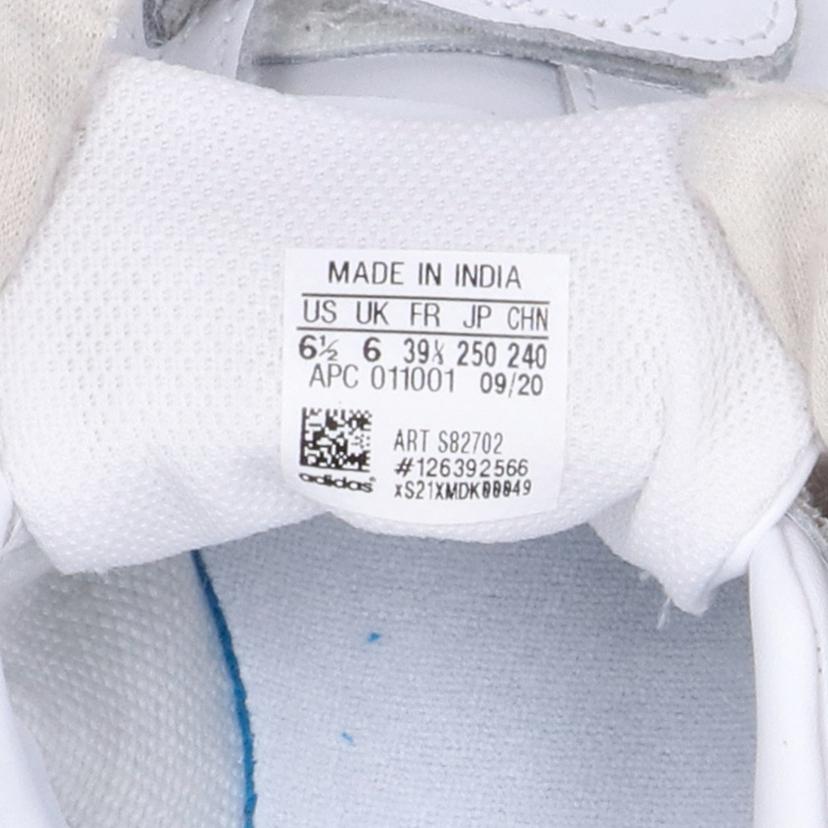 MADE IN INDIA
US UK FR JP CHN
6½ 6 39⅓ 250 240
APC 011001 09/20
ART S82702
#126392566
xS21XMDK00049
adidas